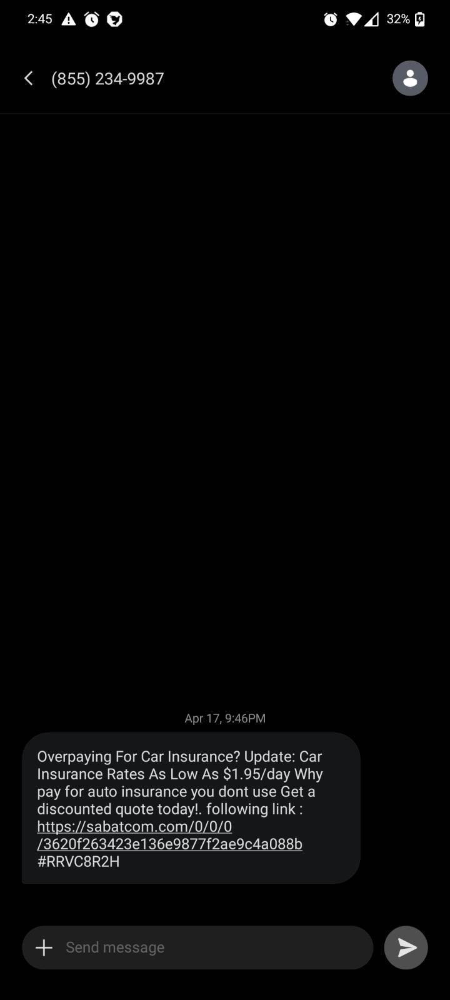 2:45
32%
(855) 234-9987
Apr 17, 9:46PM
Overpaying For Car Insurance? Update: Car
Insurance Rates As Low As $1.95/day Why
pay for auto insurance you dont use Get a
discounted quote today!. following link :
https://sabatcom.com/0/0/0
/3620f263423e136e9877f2ae9c4a088b
#RRVC8R2H
Send message